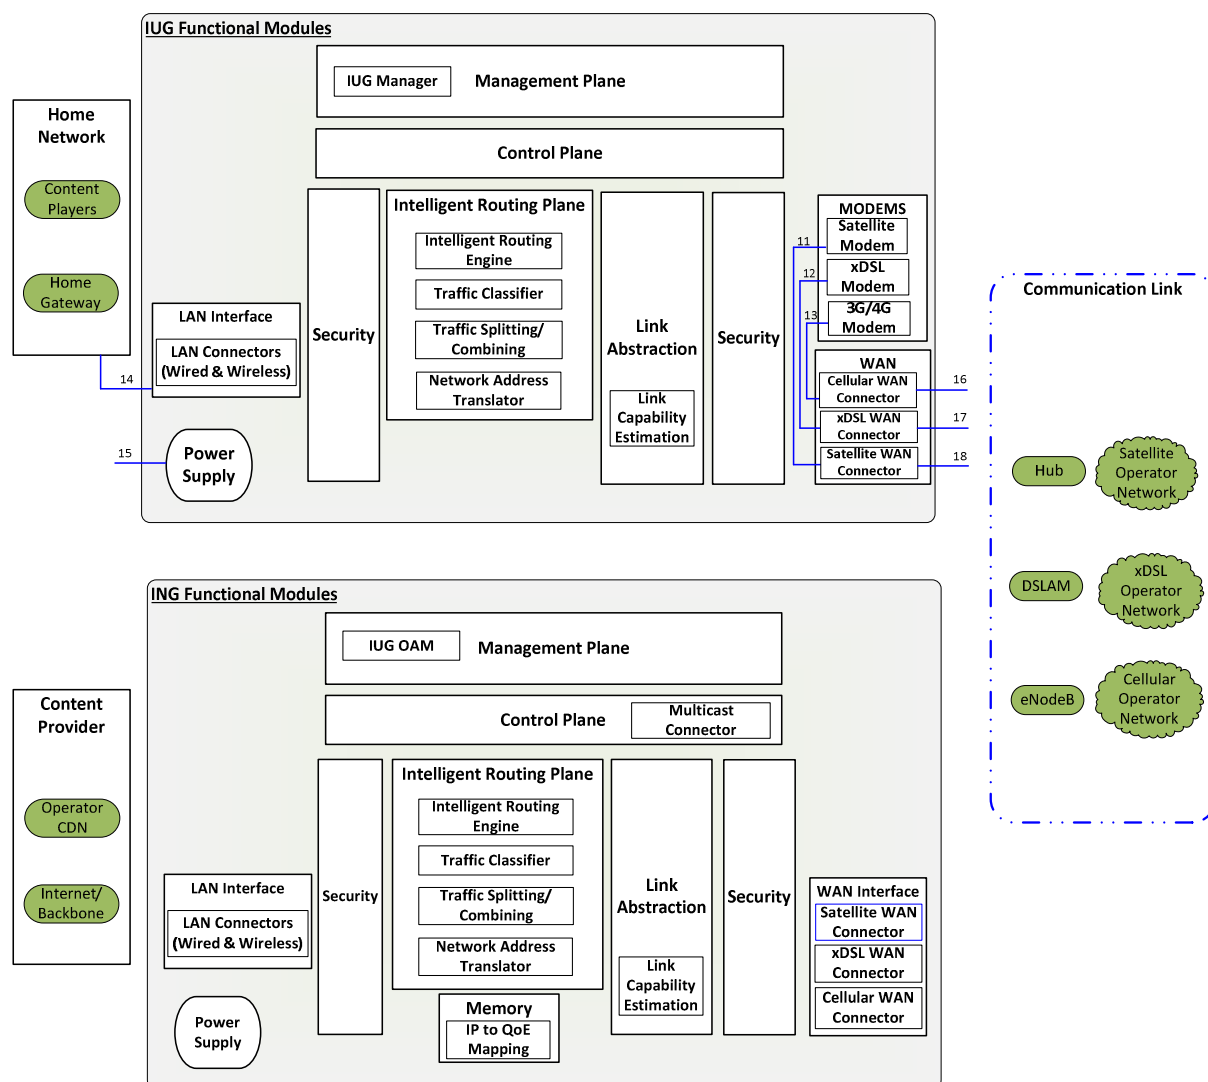 IUG Functional Modules
IUG Manager
Management Plane
Control Plane
Home
Network
Content
Players
Home
Gateway
14
15
LAN Interface
LAN Connectors
(Wired & Wireless)
Power
Supply
Security
Intelligent Routing Plane
Intelligent Routing
Engine
Traffic Classifier
Traffic Splitting/
Combining
Network Address
Translator
Link
Abstraction
Link
Capability
Estimation
Security
MODEMS
Satellite
Modem
xDSL
Modem
3G/4G
Modem
11
12
13
WAN
Cellular WAN
Connector
xDSL WAN
Connector
Satellite WAN
Connector
16
17
18
Communication Link
Hub
Satellite
Operator
Network
DSLAM
xDSL
Operator
Network
eNodeB
Cellular
Operator
Network
ING Functional Modules
IUG OAM
Management Plane
Control Plane
Multicast
Connector
Content
Provider
Operator
CDN
Internet/
Backbone
LAN Interface
LAN Connectors
(Wired & Wireless)
Power
Supply
Security
Intelligent Routing Plane
Intelligent Routing
Engine
Traffic Classifier
Traffic Splitting/
Combining
Network Address
Translator
Memory
IP to QoE
Mapping
Link
Abstraction
Link
Capability
Estimation
Security
WAN Interface
Satellite WAN
Connector
xDSL WAN
Connector
Cellular WAN
Connector